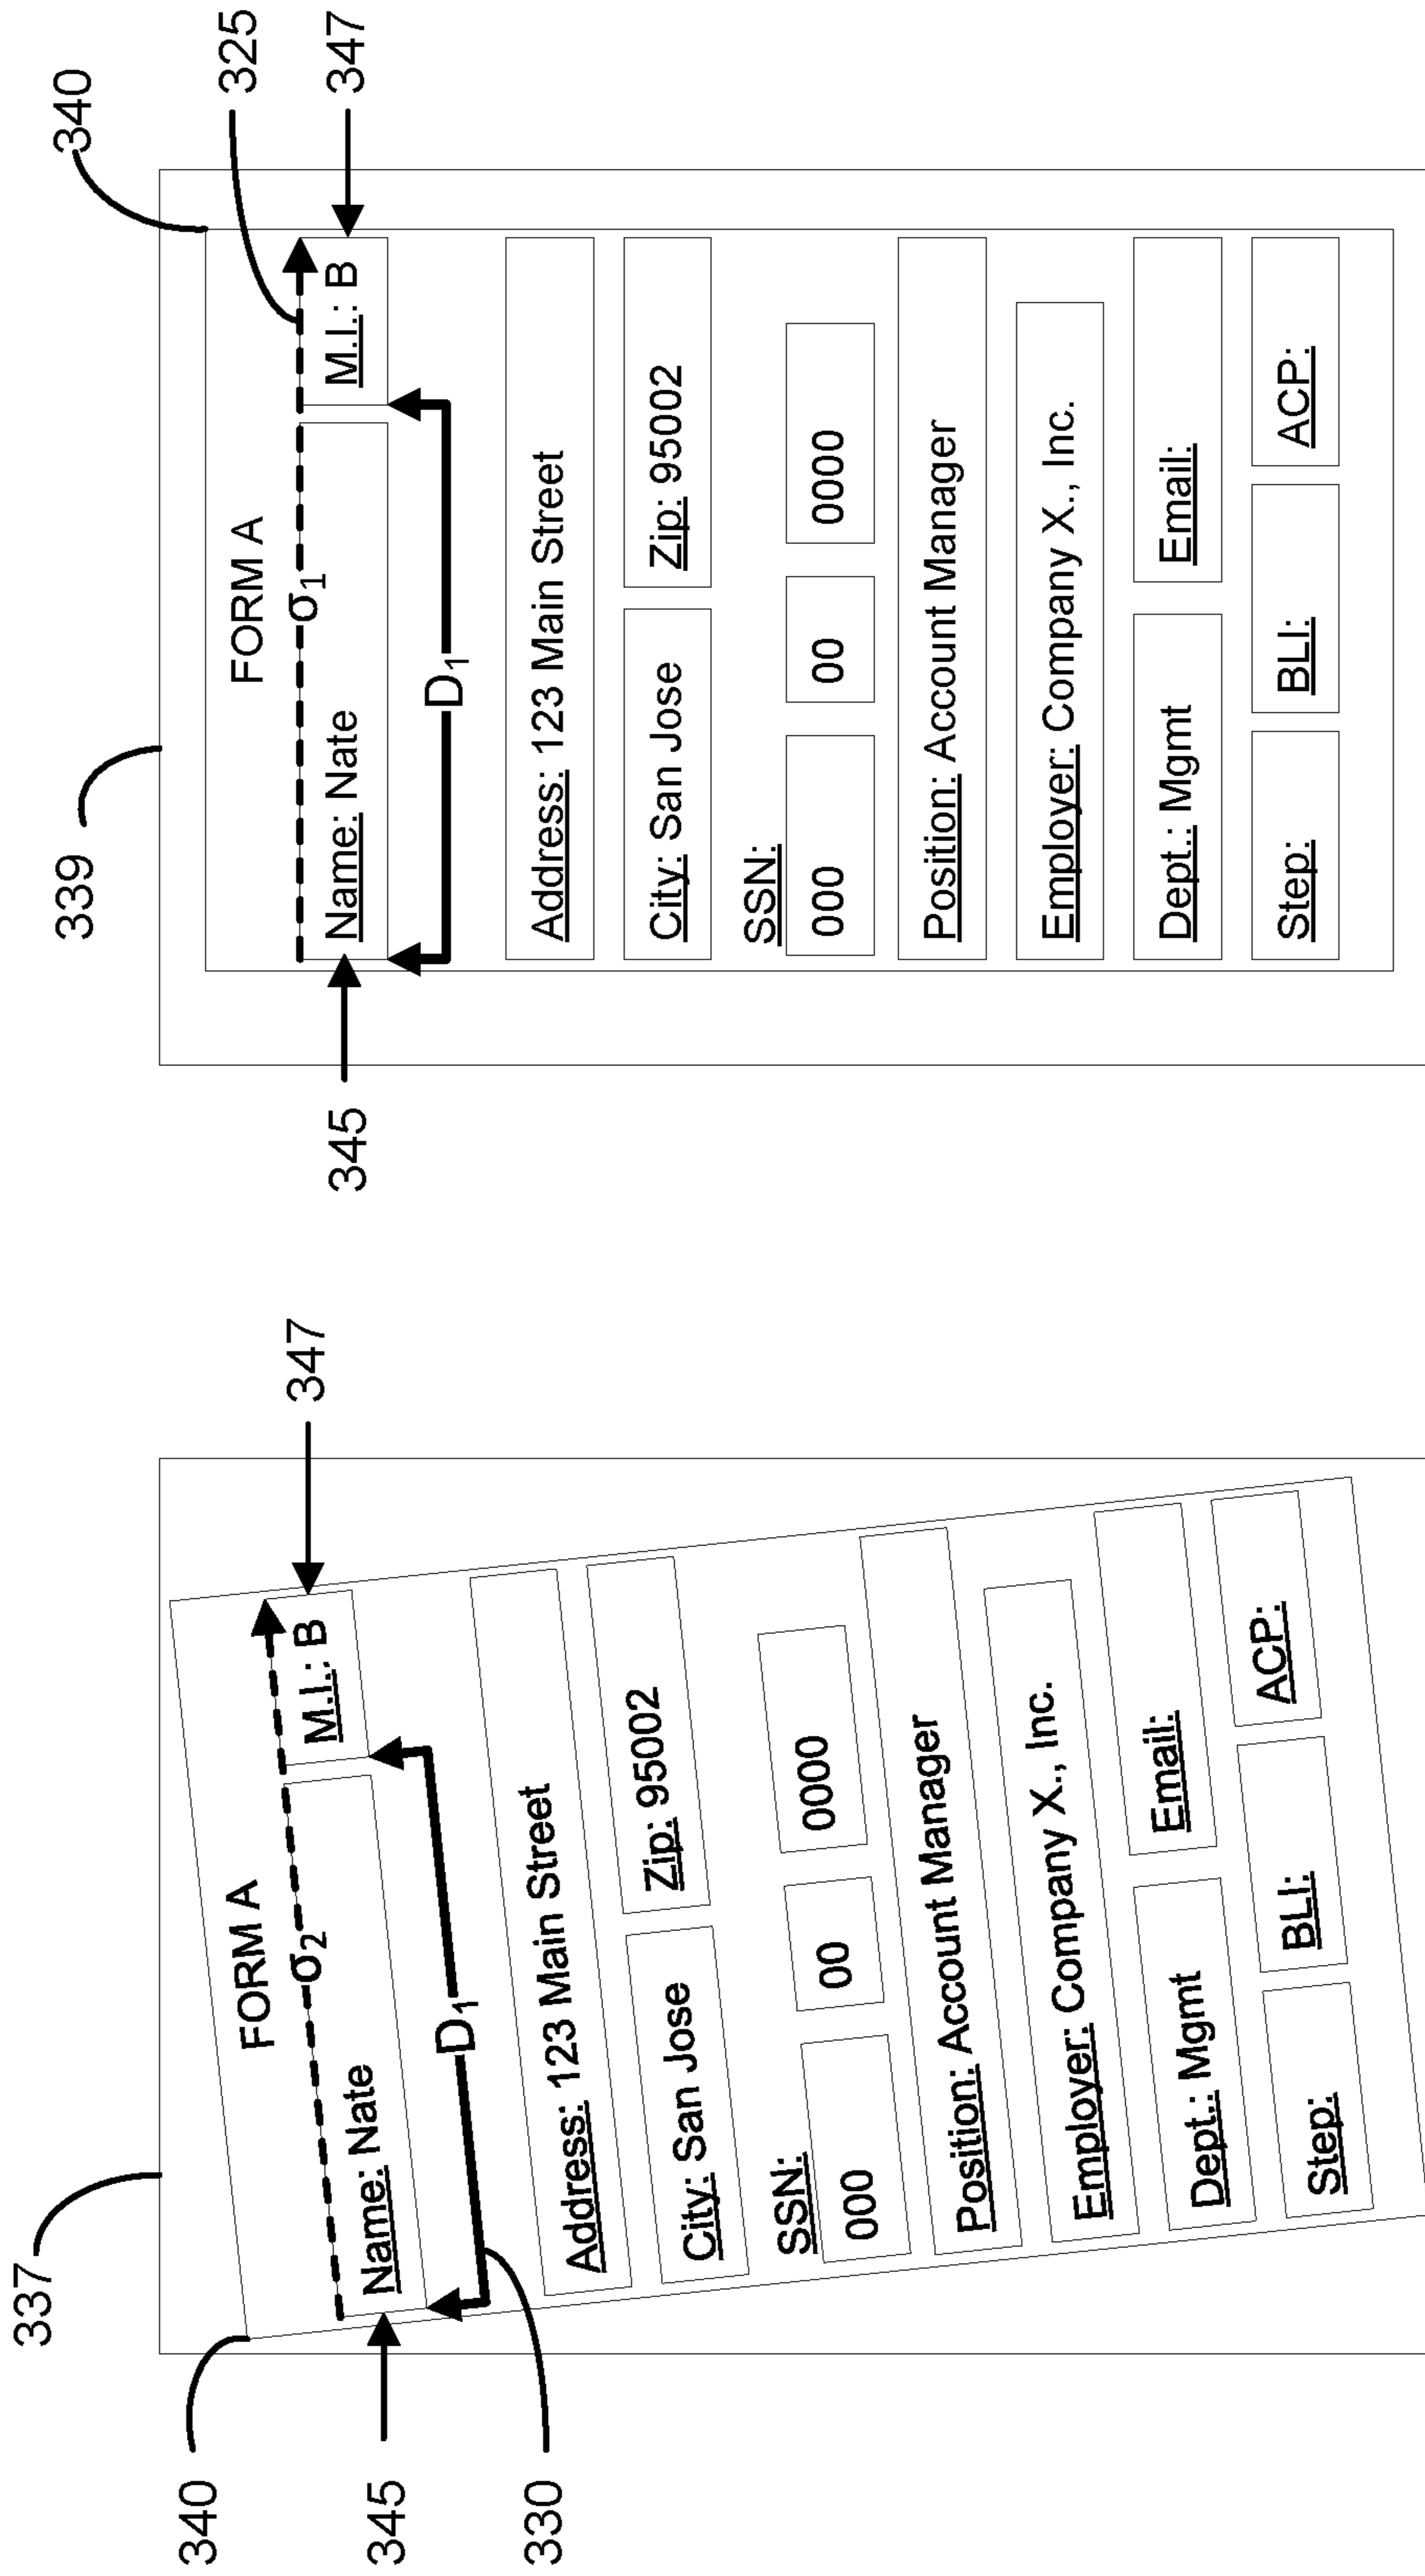 337
340
347
FORM A
σ2
Name: Nate M.I.: B
345
D1
330
Address: 123 Main Street
City: San Jose Zip: 95002
SSN:
000 00 0000
Position: Account Manager
Employer: Company X., Inc.
Dept.: Mgmt Email:
Step: BLI: ACP:
339
340
325
347
FORM A
σ1
Name: Nate M.I.: B
345
D1
Address: 123 Main Street
City: San Jose Zip: 95002
SSN:
000 00 0000
Position: Account Manager
Employer: Company X., Inc.
Dept.: Mgmt Email:
Step: BLI: ACP: